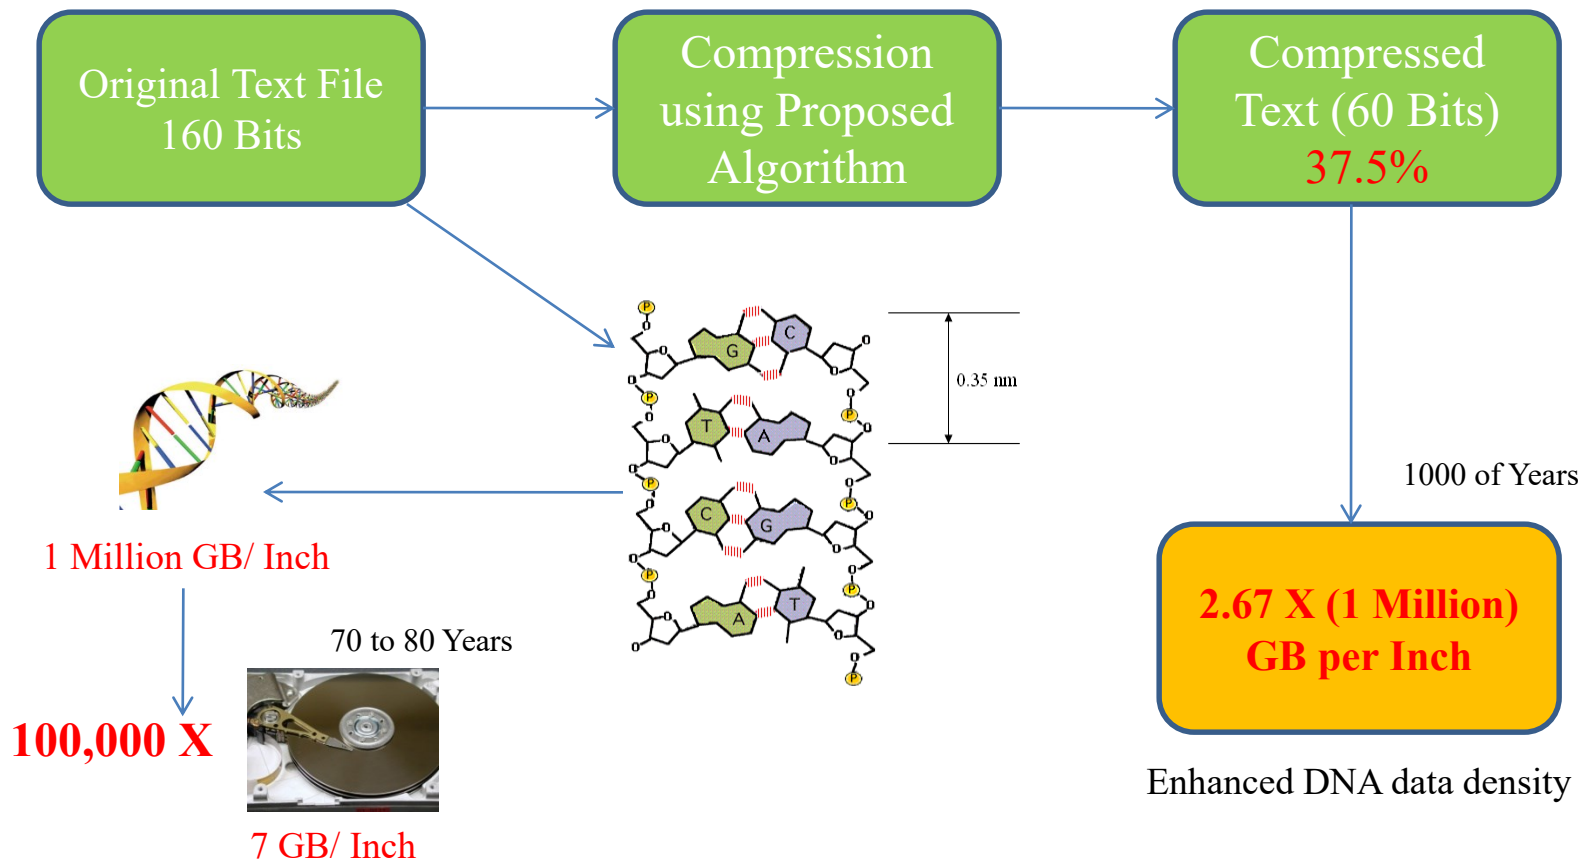 Original Text File
160 Bits
Compression
using Proposed
Algorithm
Compressed
Text (60 Bits)
37.5%
P
O
O
O
O
P
O
O
O
O
P
O
O
O
O
P
O
O
O
G
C
T
A
C
G
A
T
O
O
O
P
O
O
O
O
P
O
O
O
O
P
O
O
O
O
P
0.35 nm
1 Million GB/ Inch
70 to 80 Years
100,000 X
7 GB/ Inch
1000 of Years
2.67 X (1 Million)
GB per Inch
Enhanced DNA data density